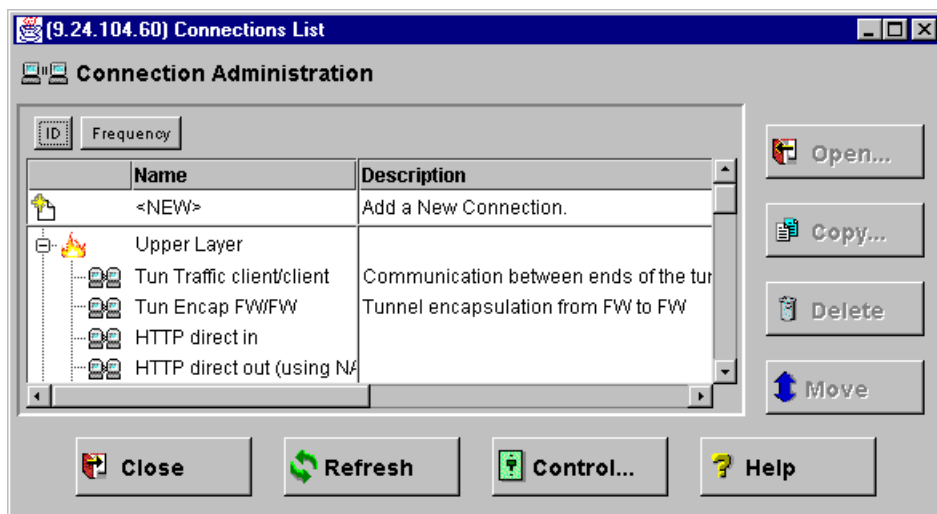 (9.24.104.60) Connections List
Connection Administration
ID Frequency
Name Description
<NEW> Add a New Connection.
Upper Layer
Tun Traffic client/client Communication between ends of the tun
Tun Encap FW/FW Tunnel encapsulation from FW to FW
HTTP direct in
HTTP direct out (using NA
Open...
Copy...
Delete
Move
Close Refresh Control... Help